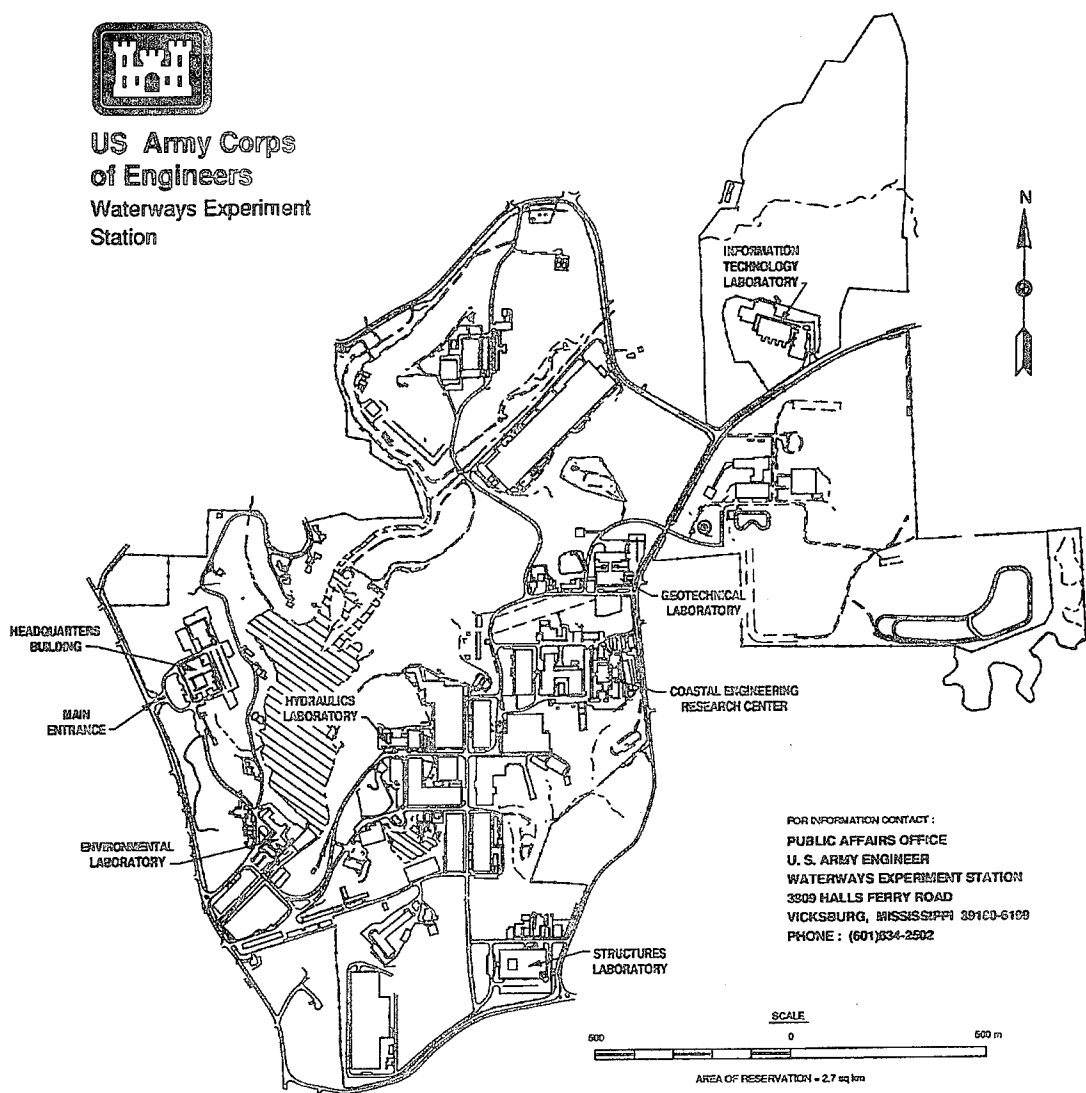 US Army Corps
of Engineers
Waterways Experiment
Station
N
INFORMATION
TECHNOLOGY
LABORATORY
GEOTECHNICAL
LABORATORY
HEADQUARTERS
BUILDING
HYDRAULICS
LABORATORY
COASTAL ENGINEERING
RESEARCH CENTER
MAIN
ENTRANCE
ENVIRONMENTAL
LABORATORY
FOR INFORMATION CONTACT :
PUBLIC AFFAIRS OFFICE
U. S. ARMY ENGINEER
WATERWAYS EXPERIMENT STATION
3909 HALLS FERRY ROAD
VICKSBURG, MISSISSIPPI 39180-6199
PHONE : (601)634-2502
STRUCTURES
LABORATORY
SCALE
500 0 500 m
AREA OF RESERVATION = 2.7 sq km